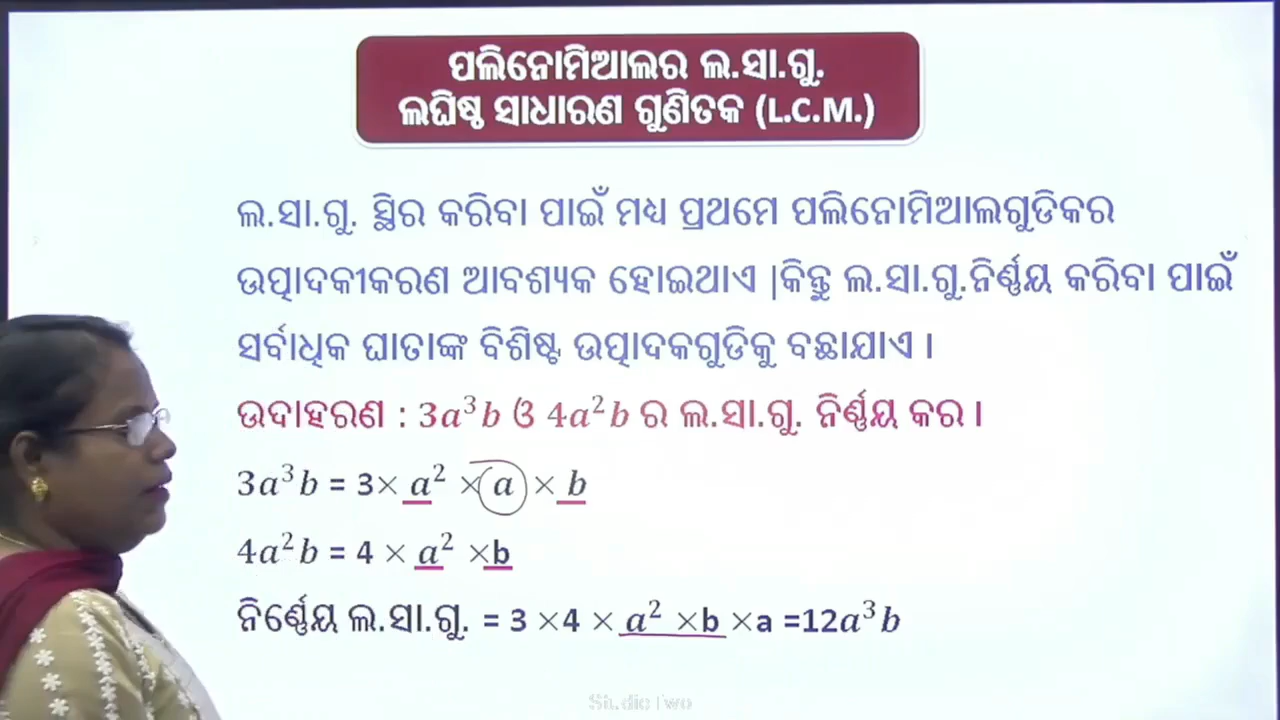 ପଲିନୋମିଆଲର ଲ.ସା.ଗୁ.
ଲଘିଷ୍ଠ ସାଧାରଣ ଗୁଣିତକ (L.C.M.)
ଲ.ସା.ଗୁ. ସ୍ଥିର କରିବା ପାଇଁ ମଧ୍ୟ ପ୍ରଥମେ ପଲିନୋମିଆଲଗୁଡିକର
ଉତ୍ପାଦକୀକରଣ ଆବଶ୍ୟକ ହୋଇଥାଏ |କିନ୍ତୁ ଲ.ସା.ଗୁ.ନିର୍ଣ୍ଣୟ କରିବା ପାଇଁ
ସର୍ବାଧିକ ଘାତାଙ୍କ ବିଶିଷ୍ଟ ଉତ୍ପାଦକଗୁଡିକୁ ବଛାଯାଏ ।
ଉଦାହରଣ : 3a³b ଓ 4a²b ର ଲ.ସା.ଗୁ. ନିର୍ଣ୍ଣୟ କର ।
3a³b = 3× a² × a × b
4a²b = 4 × a² ×b
ନିର୍ଣ୍ଣେୟ ଲ.ସା.ଗୁ. = 3 ×4 × a² ×b ×a =12a³b